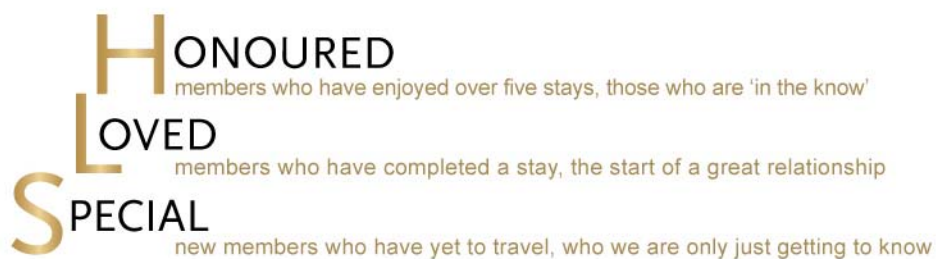 HONOURED
members who have enjoyed over five stays, those who are ‘in the know’
LOVED
members who have completed a stay, the start of a great relationship
SPECIAL
new members who have yet to travel, who we are only just getting to know